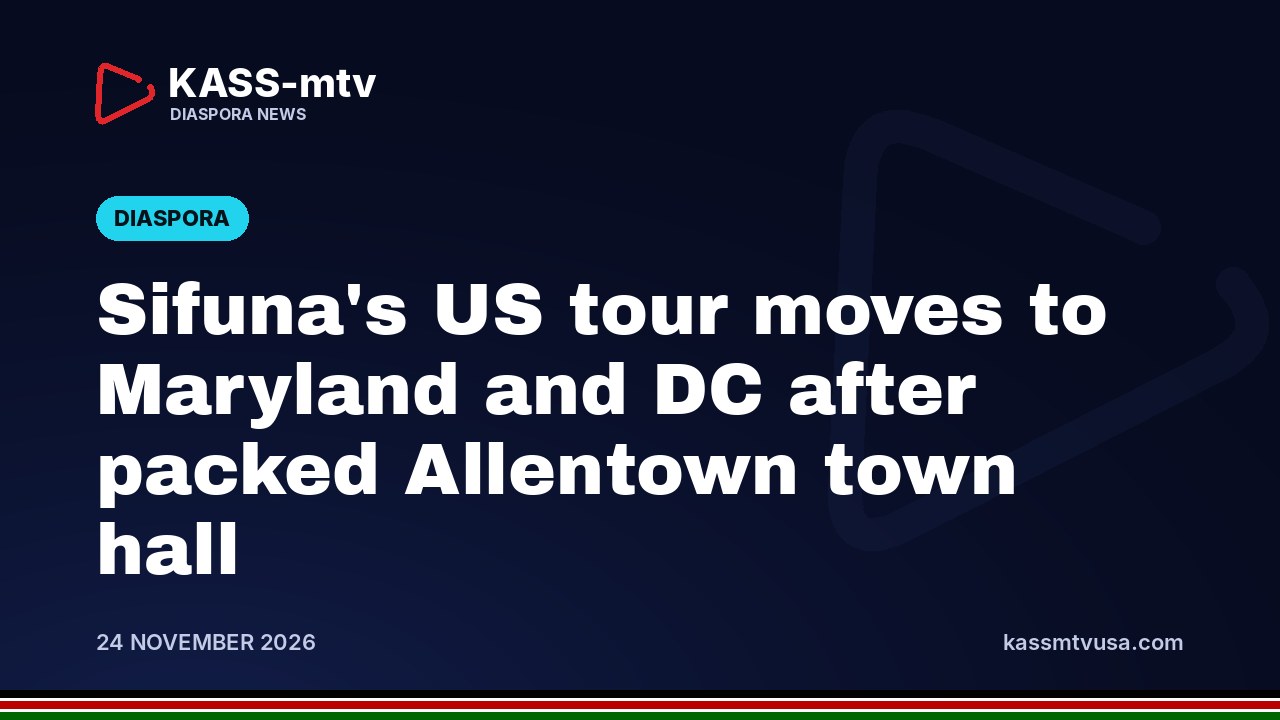 KASS-mtv
DIASPORA NEWS
DIASPORA
Sifuna's US tour moves to
Maryland and DC after
packed Allentown town
hall
24 NOVEMBER 2026
kassmtvusa.com